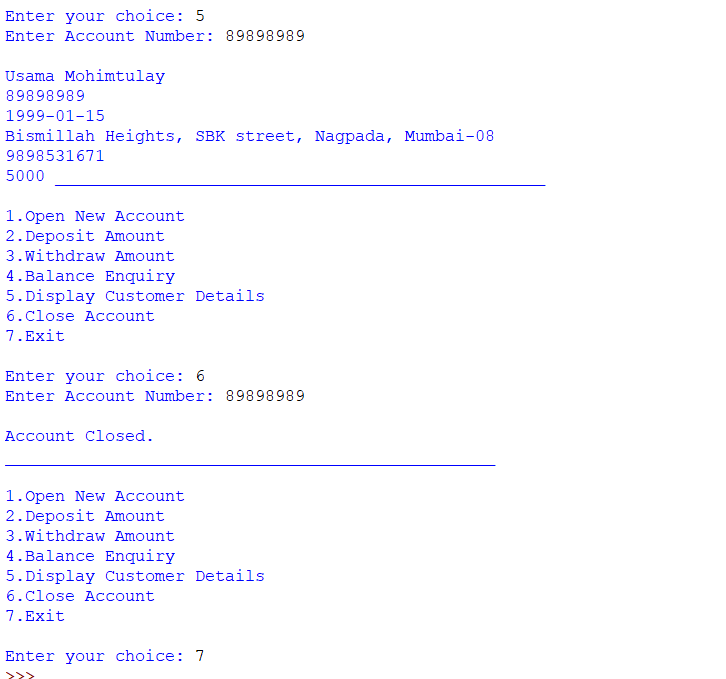 Enter your choice: 5
Enter Account Number: 89898989
Usama Mohimtulay
89898989
1999-01-15
Bismillah Heights, SBK street, Nagpada, Mumbai-08
9898531671
5000 _________________________________________________
1.Open New Account
2.Deposit Amount
3.Withdraw Amount
4.Balance Enquiry
5.Display Customer Details
6.Close Account
7.Exit
Enter your choice: 6
Enter Account Number: 89898989
Account Closed.
_________________________________________________
1.Open New Account
2.Deposit Amount
3.Withdraw Amount
4.Balance Enquiry
5.Display Customer Details
6.Close Account
7.Exit
Enter your choice: 7
>>>